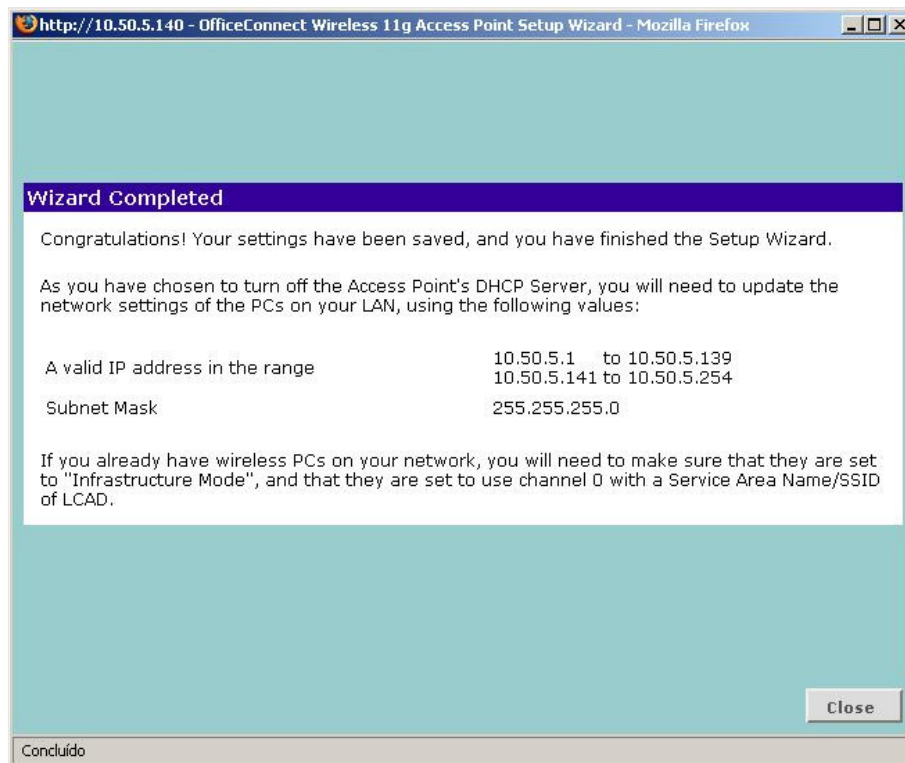 http://10.50.5.140 - OfficeConnect Wireless 11g Access Point Setup Wizard - Mozilla Firefox
Wizard Completed
Congratulations! Your settings have been saved, and you have finished the Setup Wizard.
As you have chosen to turn off the Access Point's DHCP Server, you will need to update the
network settings of the PCs on your LAN, using the following values:
A valid IP address in the range
10.50.5.1 to 10.50.5.139
10.50.5.141 to 10.50.5.254
Subnet Mask 255.255.255.0
If you already have wireless PCs on your network, you will need to make sure that they are set
to "Infrastructure Mode", and that they are set to use channel 0 with a Service Area Name/SSID
of LCAD.
Close
Concluído